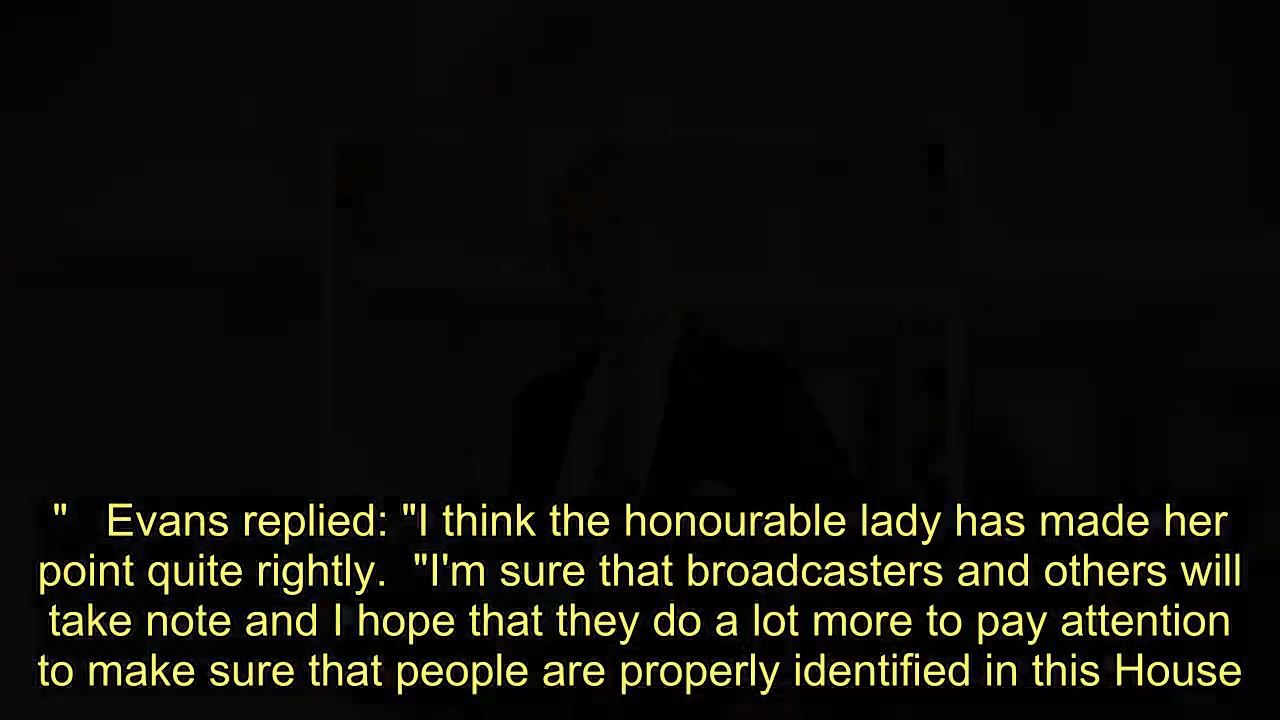 "   Evans replied: "I think the honourable lady has made her
point quite rightly.  "I'm sure that broadcasters and others will
take note and I hope that they do a lot more to pay attention
to make sure that people are properly identified in this House